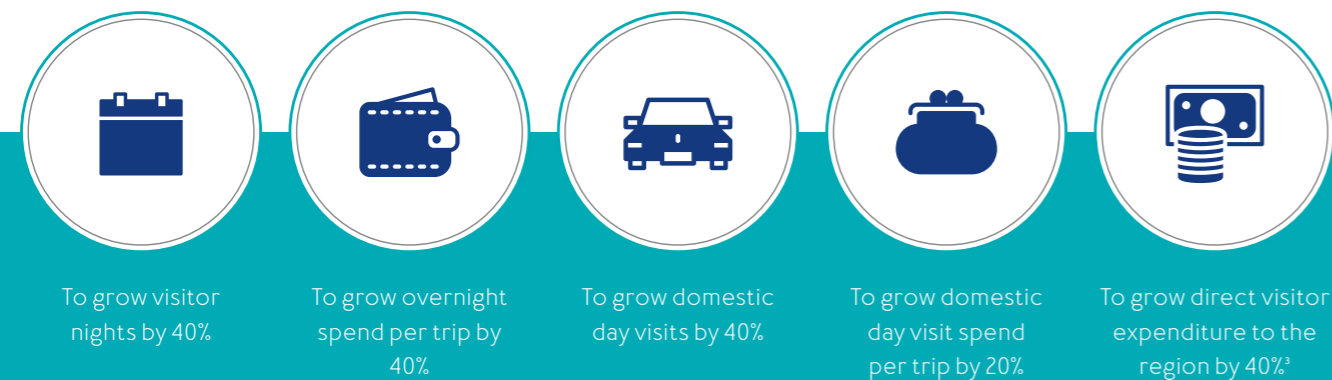 To grow visitor
nights by 40%
To grow overnight
spend per trip by
40%
To grow domestic
day visits by 40%
To grow domestic
day visit spend
per trip by 20%
To grow direct visitor
expenditure to the
region by 40%³